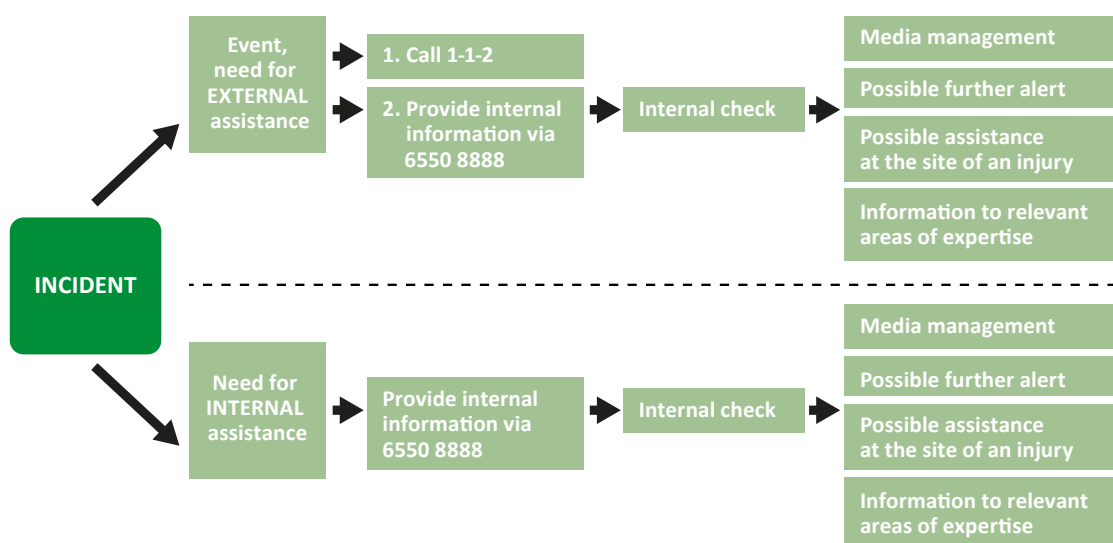 Event,
need for
EXTERNAL
assistance
1. Call 1-1-2
2. Provide internal
information via
6550 8888
Internal check
Media management
Possible further alert
Possible assistance
at the site of an injury
Information to relevant
areas of expertise
INCIDENT
Need for
INTERNAL
assistance
Provide internal
information via
6550 8888
Internal check
Media management
Possible further alert
Possible assistance
at the site of an injury
Information to relevant
areas of expertise